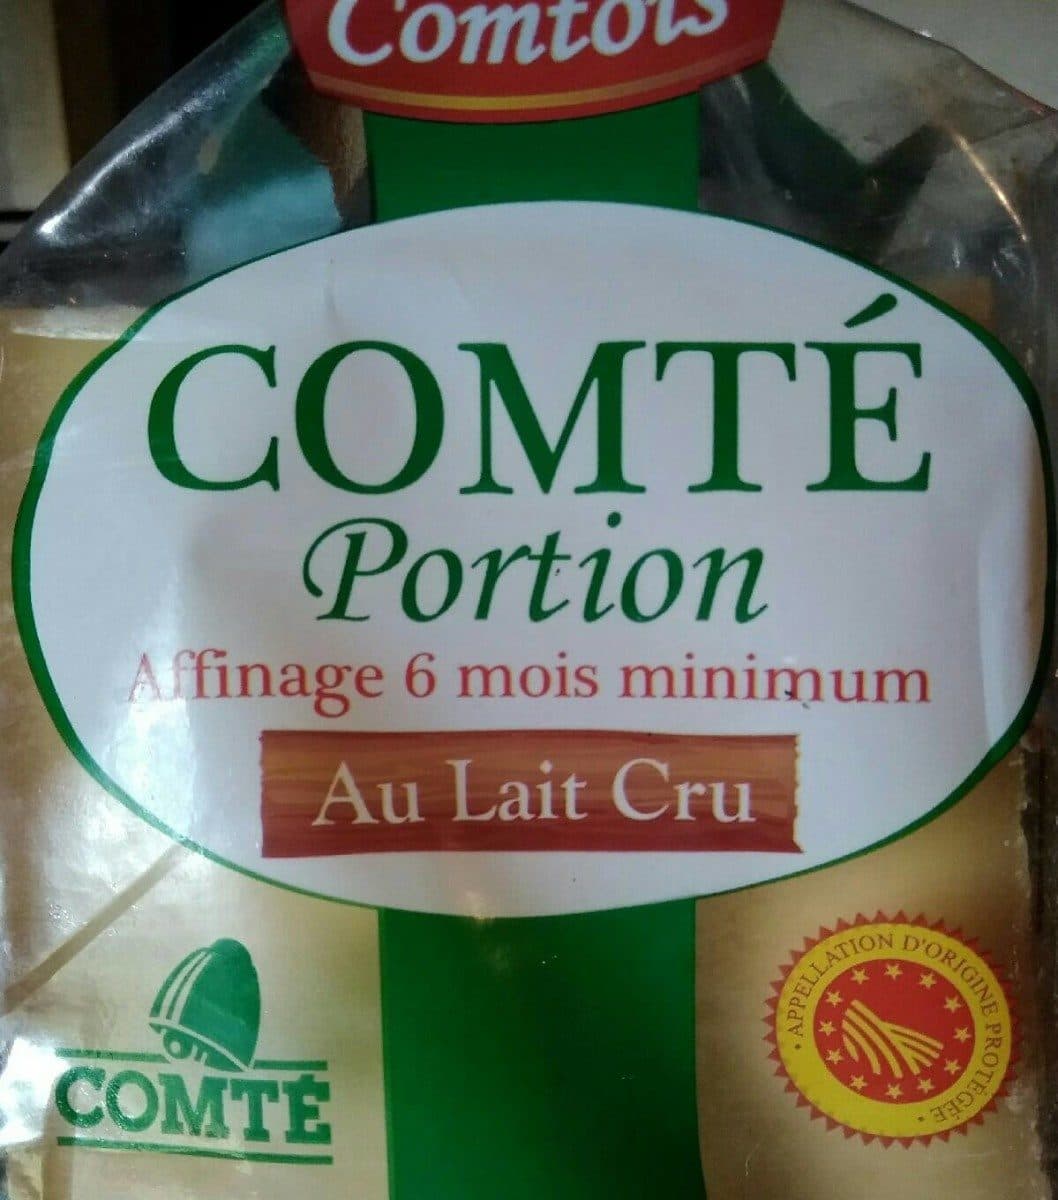 Comtois
COMTÉ
Portion
Affinage 6 mois minimum
Au Lait Cru
COMTÉ
• APPELLATION D'ORIGINE PROTÉGÉE •